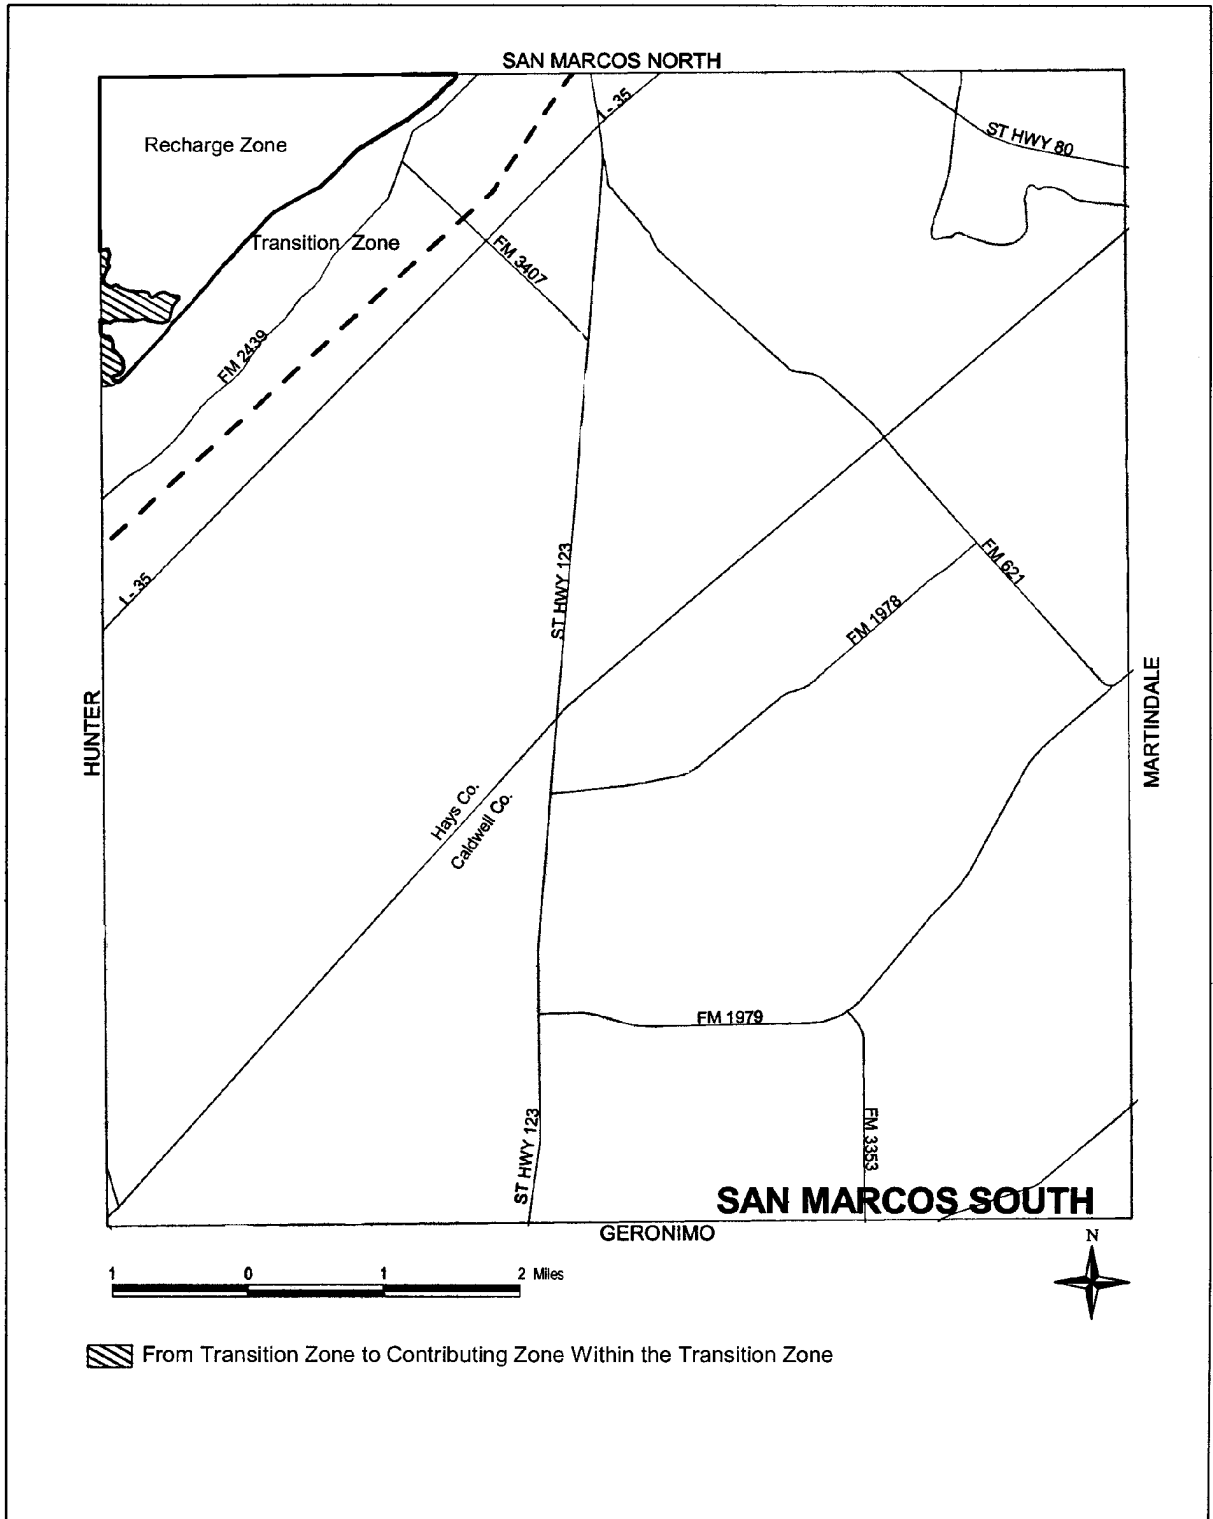 SAN MARCOS NORTH
I - 35
ST HWY 80
Recharge Zone
Transition Zone
FM 3407
FM 2439
I - 35
ST HWY 123
FM 621
FM 1978
HUNTER
MARTINDALE
Hays Co.
Caldwell Co.
FM 1979
ST HWY 123
FM 3353
SAN MARCOS SOUTH
GERONIMO
N
1 0 1 2 Miles
From Transition Zone to Contributing Zone Within the Transition Zone